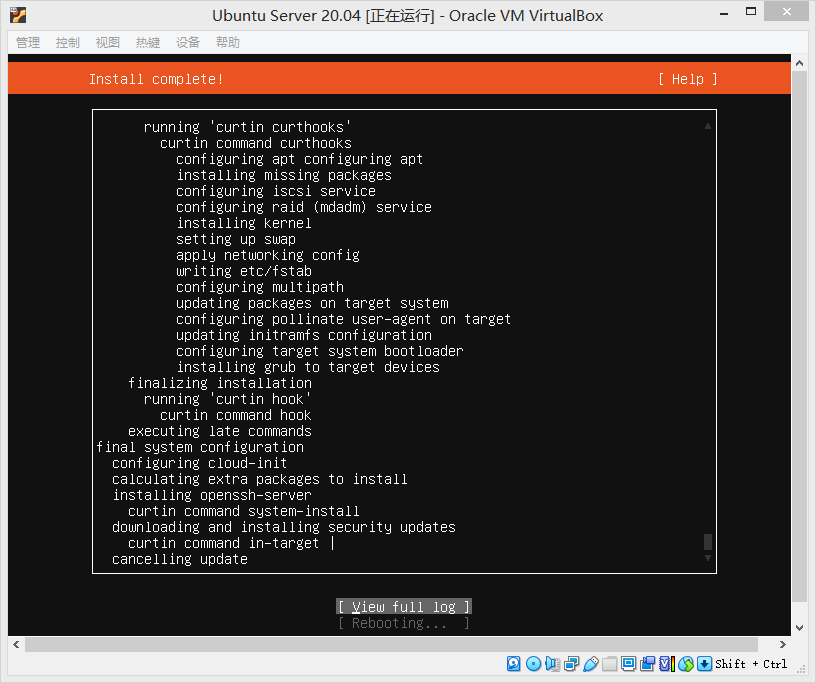 Ubuntu Server 20.04 [正在运行] - Oracle VM VirtualBox
管理 控制 视图 热键 设备 帮助
Install complete! [ Help ]
running 'curtin curthooks'
curtin command curthooks
configuring apt configuring apt
installing missing packages
configuring iscsi service
configuring raid (mdadm) service
installing kernel
setting up swap
apply networking config
writing etc/fstab
configuring multipath
updating packages on target system
configuring pollinate user-agent on target
updating initramfs configuration
configuring target system bootloader
installing grub to target devices
finalizing installation
running 'curtin hook'
curtin command hook
executing late commands
final system configuration
configuring cloud-init
calculating extra packages to install
installing openssh-server
curtin command system-install
downloading and installing security updates
curtin command in-target |
cancelling update
[ View full log ]
[ Rebooting... ]
Shift + Ctrl